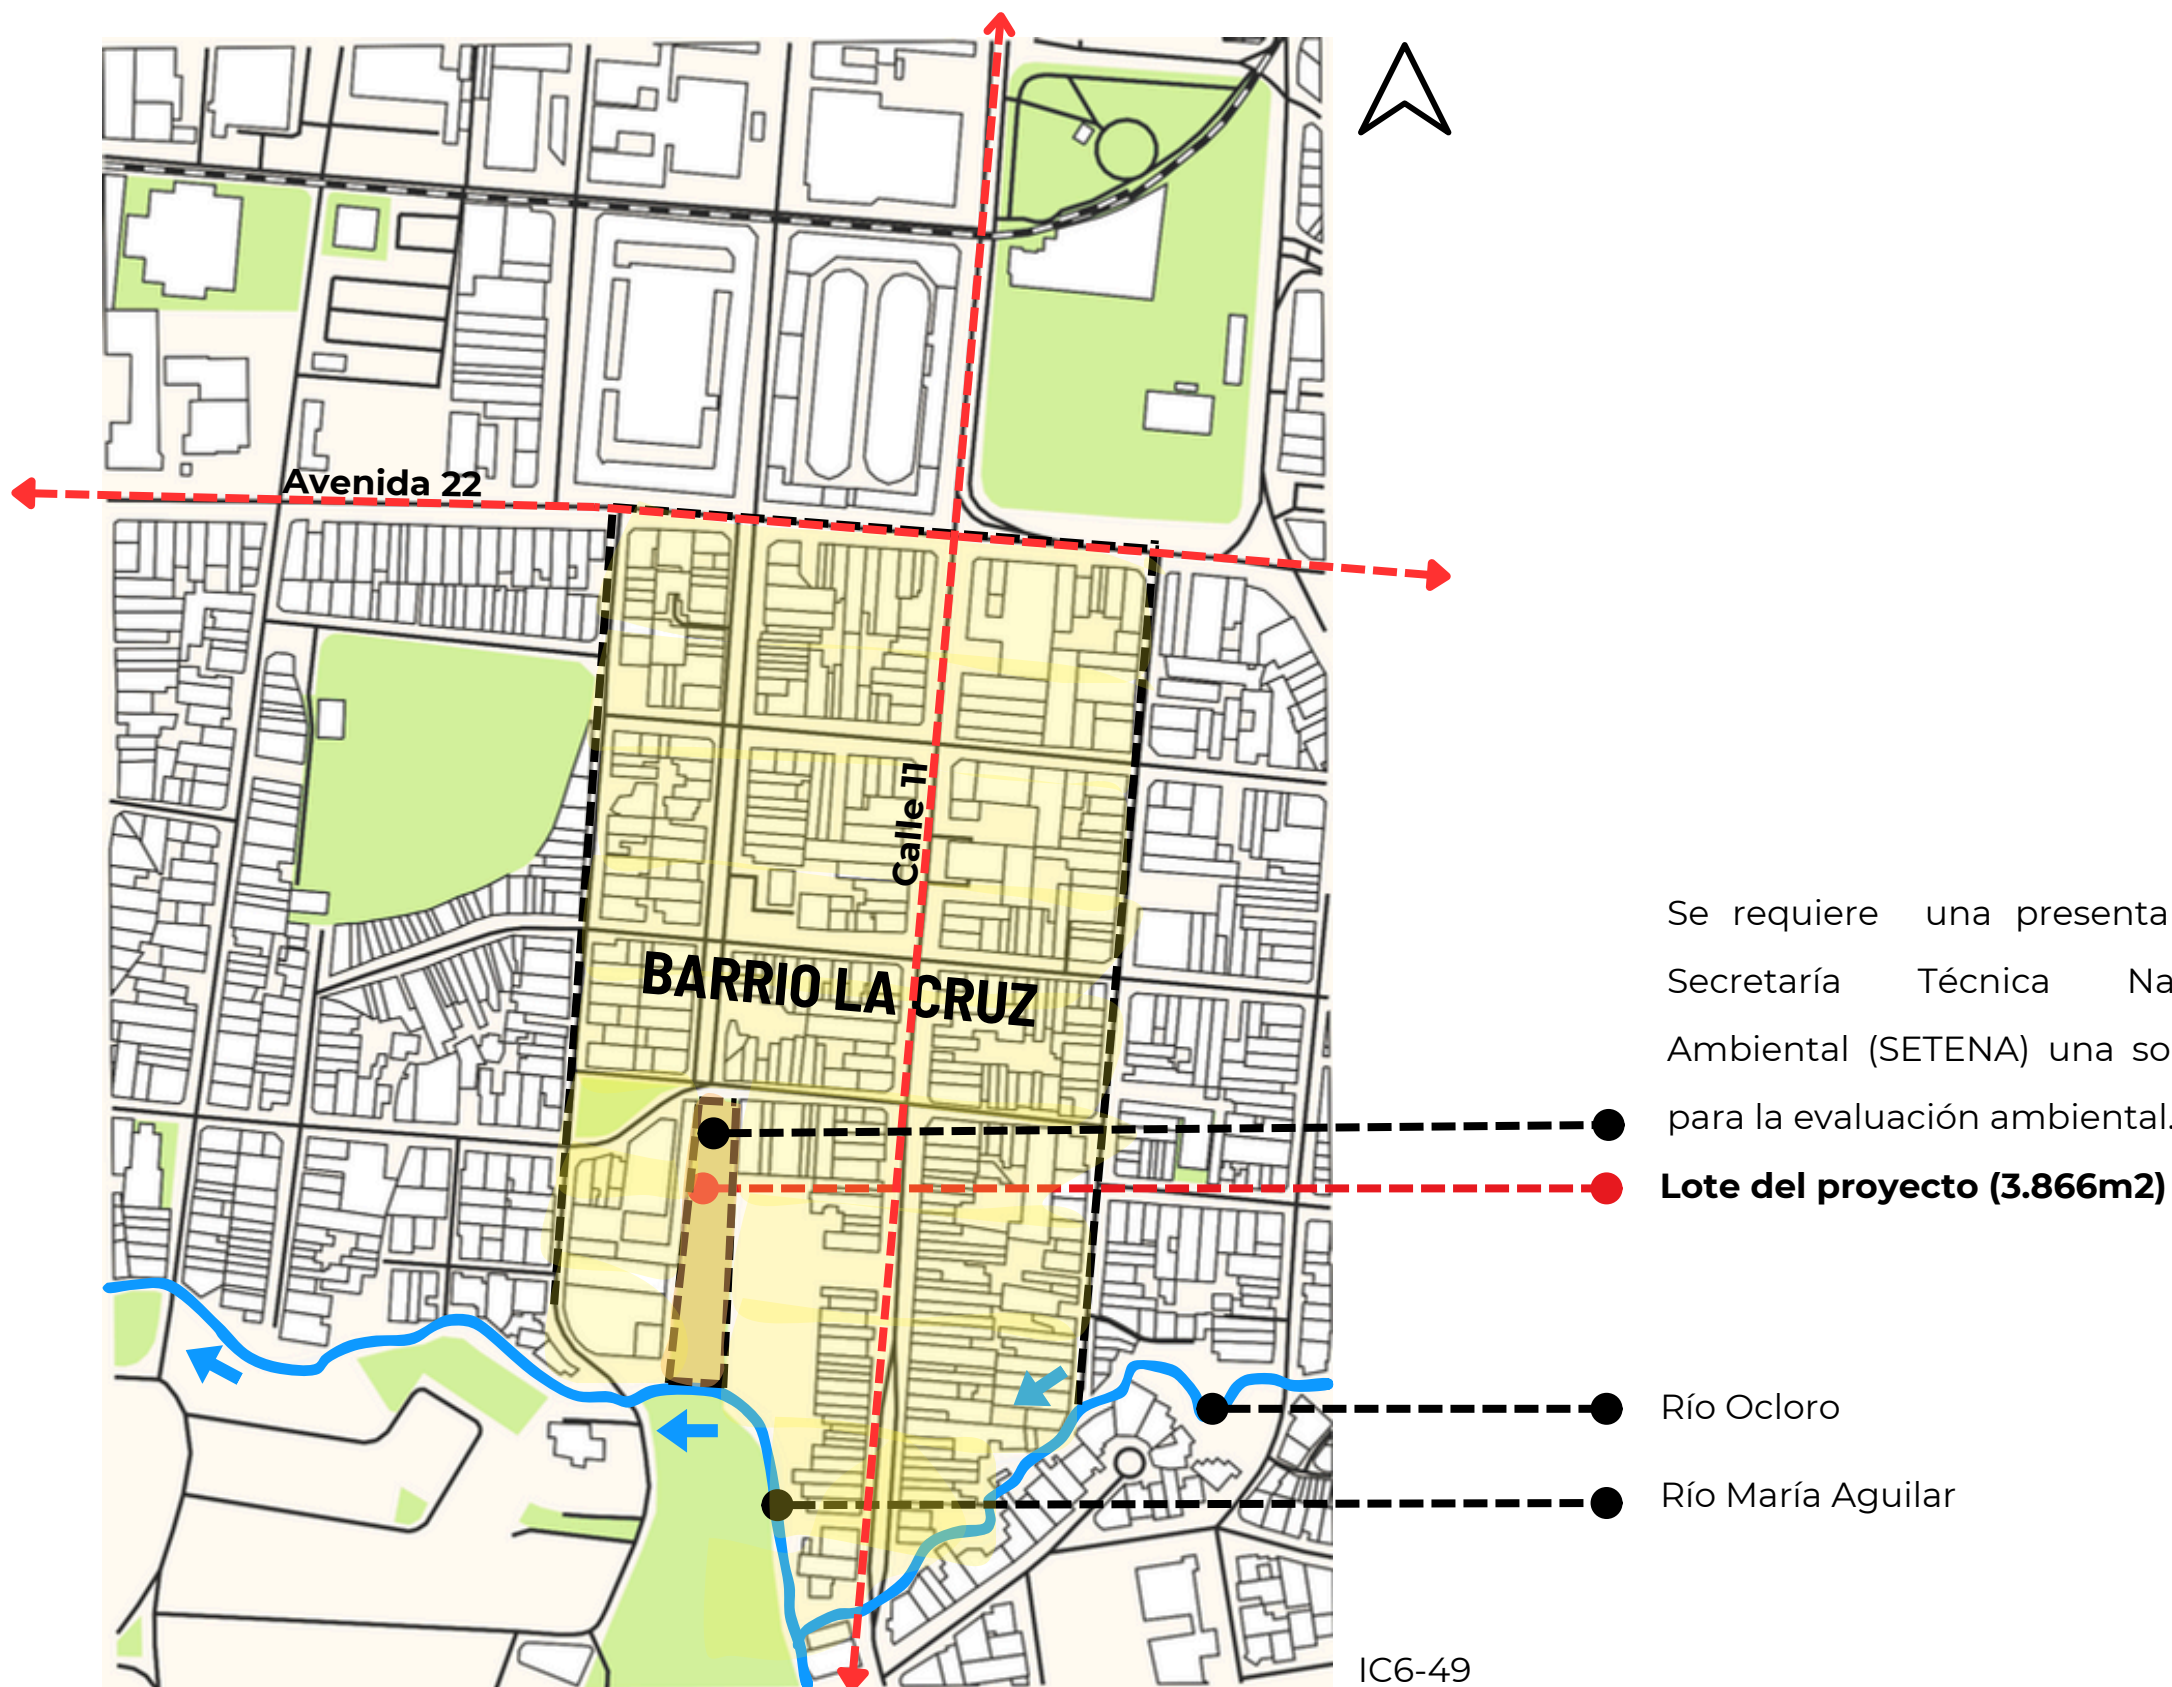 Avenida 22
Calle 11
BARRIO LA CRUZ
Se requiere una presenta
Secretaría Técnica Na
Ambiental (SETENA) una so
para la evaluación ambiental.
Lote del proyecto (3.866m2)
Río Ocloro
Río María Aguilar
IC6-49